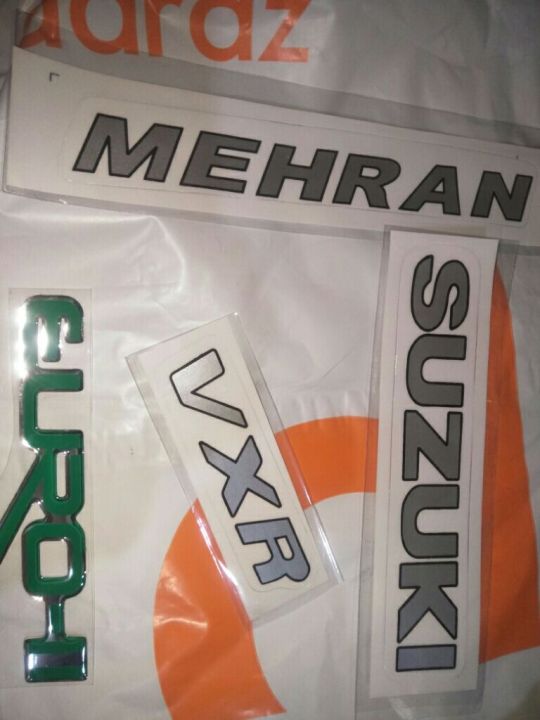 daraz
MEHRAN
SUZUKI
VXR
EURO-II